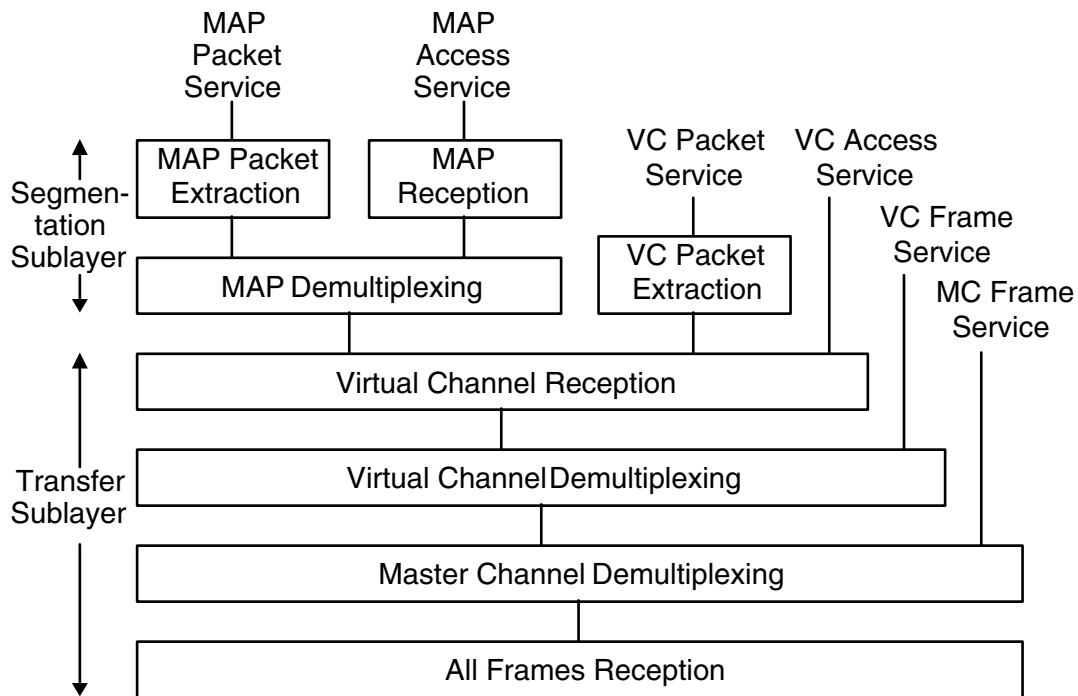 MAP
Packet
Service
MAP
Access
Service
VC Packet
Service
VC Access
Service
VC Frame
Service
MC Frame
Service
Segmen-
tation
Sublayer
MAP Packet
Extraction
MAP
Reception
VC Packet
Extraction
MAP Demultiplexing
Transfer
Sublayer
Virtual Channel Reception
Virtual Channel Demultiplexing
Master Channel Demultiplexing
All Frames Reception